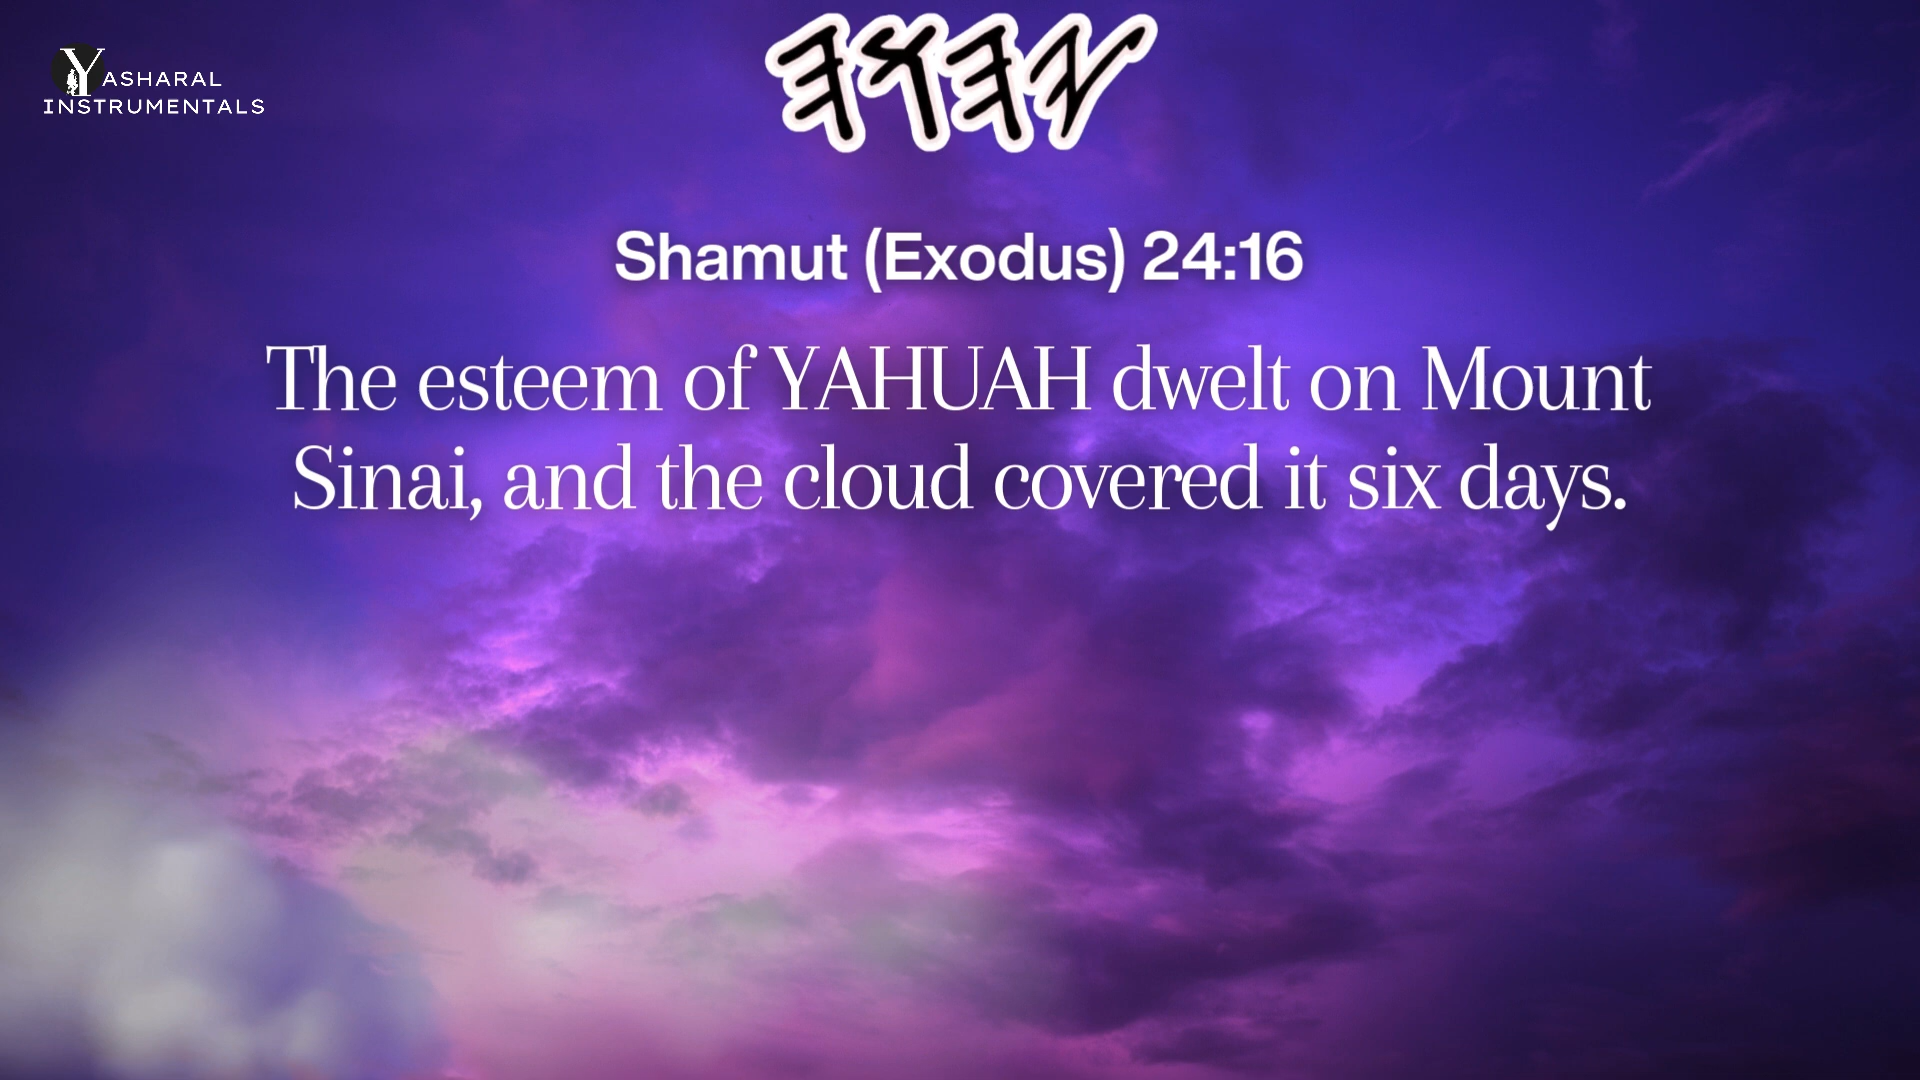 YASHARAL
INSTRUMENTALS
𐤉𐤄𐤅𐤄
Shamut (Exodus) 24:16
The esteem of YAHUAH dwelt on Mount
Sinai, and the cloud covered it six days.